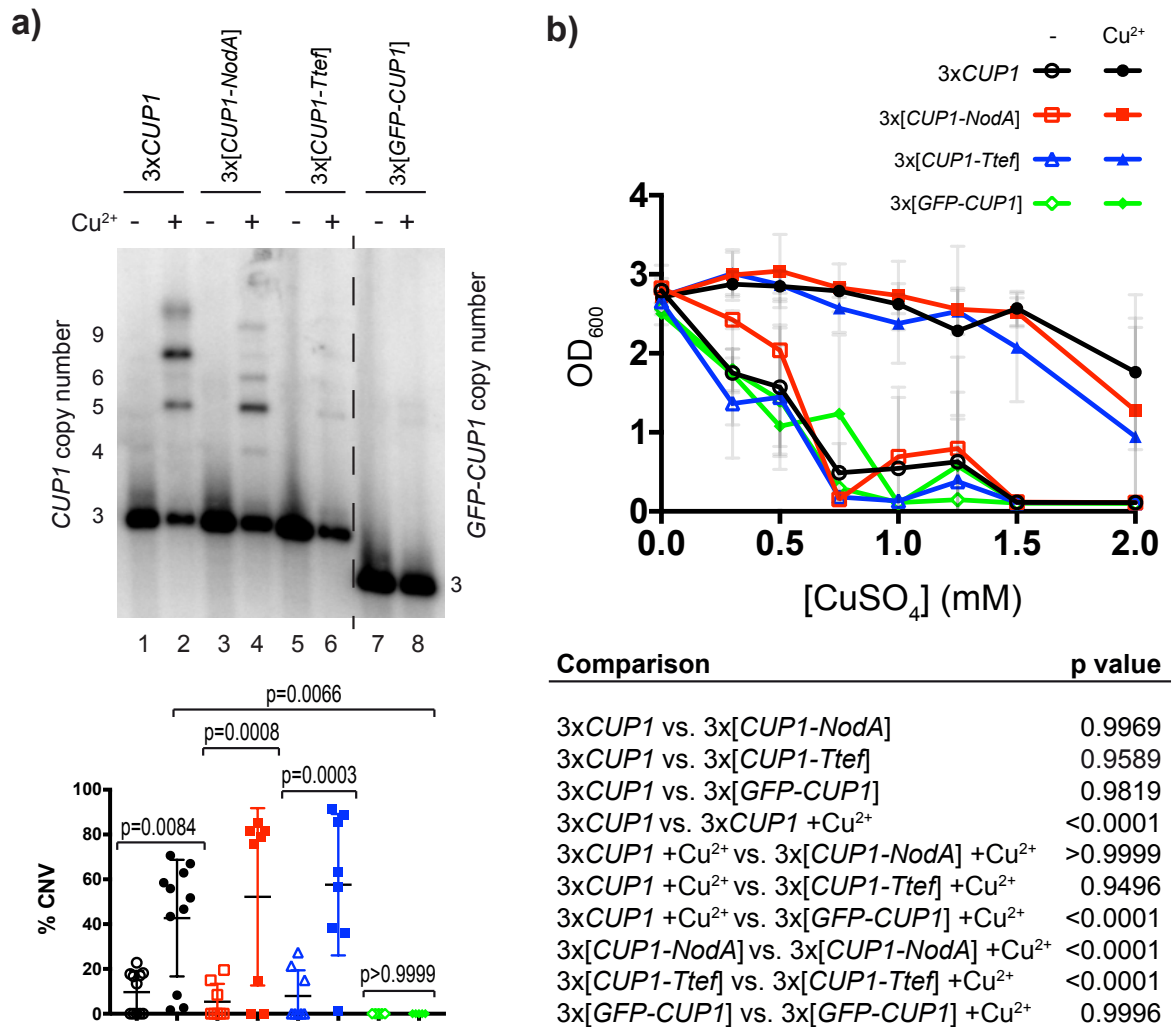 a)
3xCUP1
3x[CUP1-NodA]
3x[CUP1-Ttef]
3x[GFP-CUP1]
Cu²⁺ - + - + - + - +
CUP1 copy number
9
6
5
4
3
GFP-CUP1 copy number
3
1 2 3 4 5 6 7 8
p=0.0066
p=0.0008
p=0.0003
p=0.0084
p>0.9999
% CNV
100
80
60
40
20
0
b)
- Cu²⁺
3xCUP1
3x[CUP1-NodA]
3x[CUP1-Ttef]
3x[GFP-CUP1]
OD₆₀₀
4
3
2
1
0
0.0 0.5 1.0 1.5 2.0
[CuSO₄] (mM)
Comparison p value
3xCUP1 vs. 3x[CUP1-NodA] 0.9969
3xCUP1 vs. 3x[CUP1-Ttef] 0.9589
3xCUP1 vs. 3x[GFP-CUP1] 0.9819
3xCUP1 vs. 3xCUP1 +Cu²⁺ <0.0001
3xCUP1 +Cu²⁺ vs. 3x[CUP1-NodA] +Cu²⁺ >0.9999
3xCUP1 +Cu²⁺ vs. 3x[CUP1-Ttef] +Cu²⁺ 0.9496
3xCUP1 +Cu²⁺ vs. 3x[GFP-CUP1] +Cu²⁺ <0.0001
3x[CUP1-NodA] vs. 3x[CUP1-NodA] +Cu²⁺ <0.0001
3x[CUP1-Ttef] vs. 3x[CUP1-Ttef] +Cu²⁺ <0.0001
3x[GFP-CUP1] vs. 3x[GFP-CUP1] +Cu²⁺ 0.9996